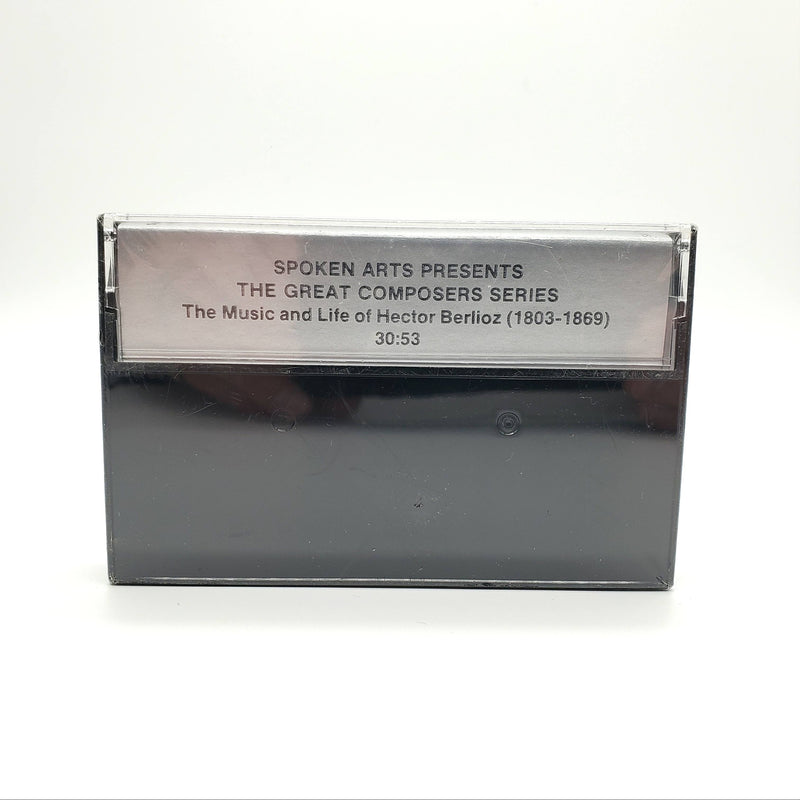 SPOKEN ARTS PRESENTS
THE GREAT COMPOSERS SERIES
The Music and Life of Hector Berlioz (1803-1869)
30:53